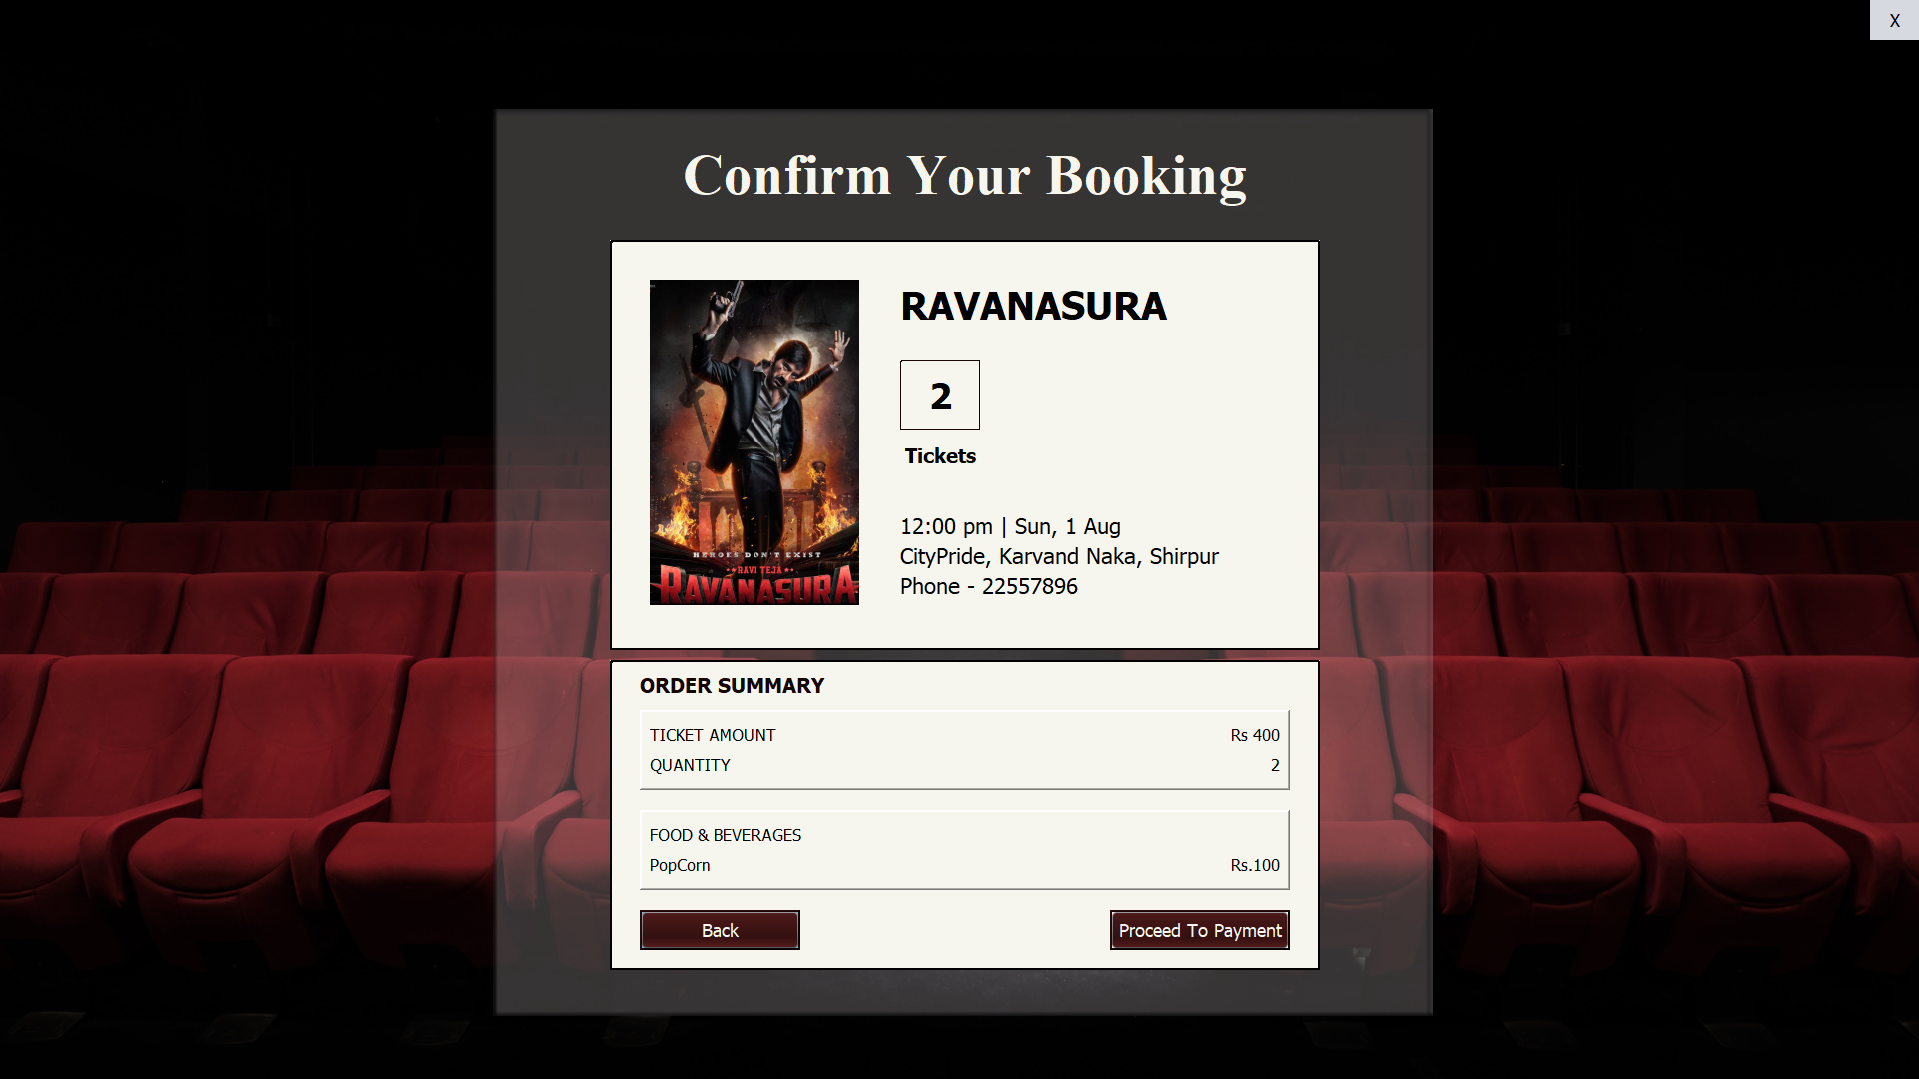 X
Confirm Your Booking
HEROES DON'T EXIST
RAVI TEJA
RAVANASURA
RAVANASURA
2
Tickets
12:00 pm | Sun, 1 Aug
CityPride, Karvand Naka, Shirpur
Phone - 22557896
ORDER SUMMARY
TICKET AMOUNT Rs 400
QUANTITY 2
FOOD & BEVERAGES
PopCorn Rs.100
Back Proceed To Payment